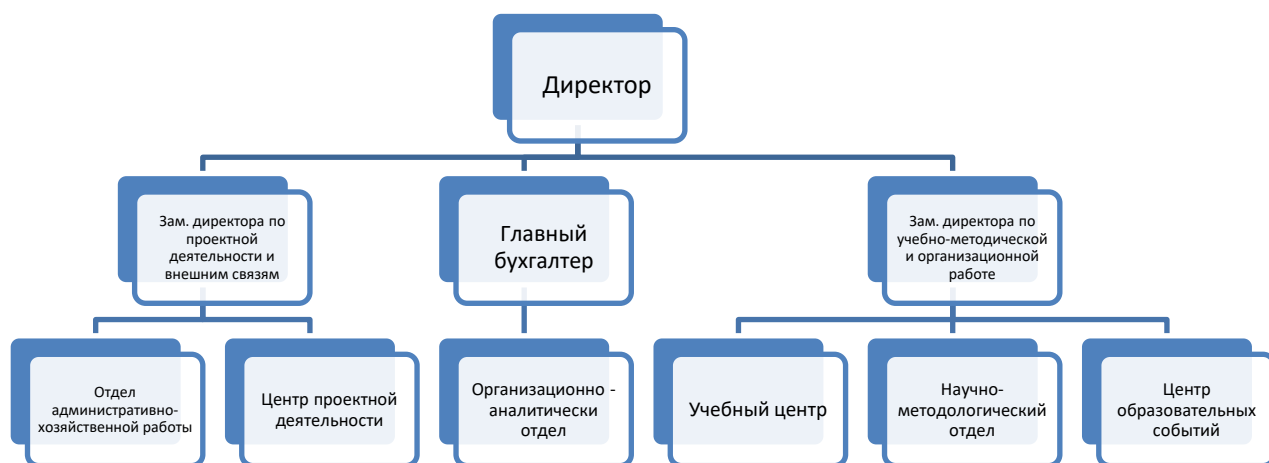 Директор
Зам. директора по
проектной
деятельности и
внешним связям
Главный
бухгалтер
Зам. директора по
учебно-методической
и организационной
работе
Отдел
административно-
хозяйственной работы
Центр проектной
деятельности
Организационно -
аналитически
отдел
Учебный центр
Научно-
методологический
отдел
Центр
образовательных
событий